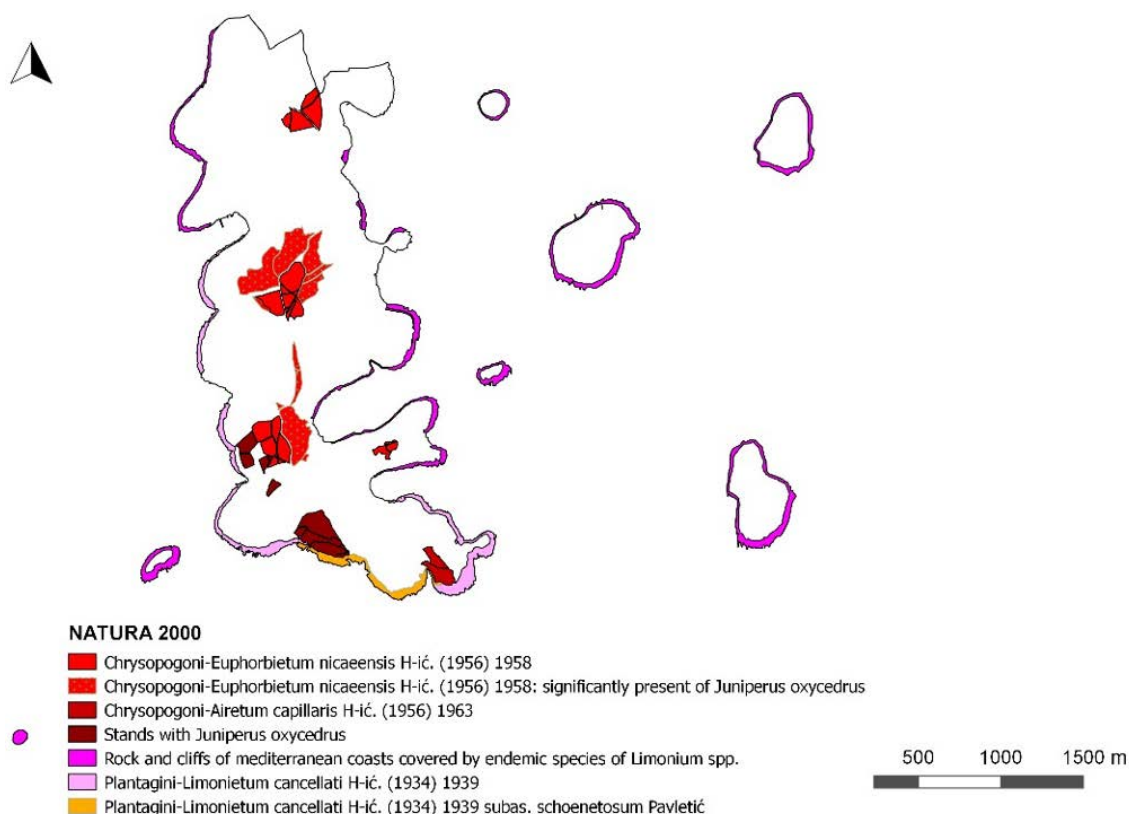 NATURA 2000
Chrysopogoni-Euphorbietum nicaeensis H-ić. (1956) 1958
Chrysopogoni-Euphorbietum nicaeensis H-ić. (1956) 1958: significantly present of Juniperus oxycedrus
Chrysopogoni-Airetum capillaris H-ić. (1956) 1963
Stands with Juniperus oxycedrus
Rock and cliffs of mediterranean coasts covered by endemic species of Limonium spp.
Plantagini-Limonietum cancellati H-ić. (1934) 1939
Plantagini-Limonietum cancellati H-ić. (1934) 1939 subas. schoenetosum Pavletić
500 1000 1500 m